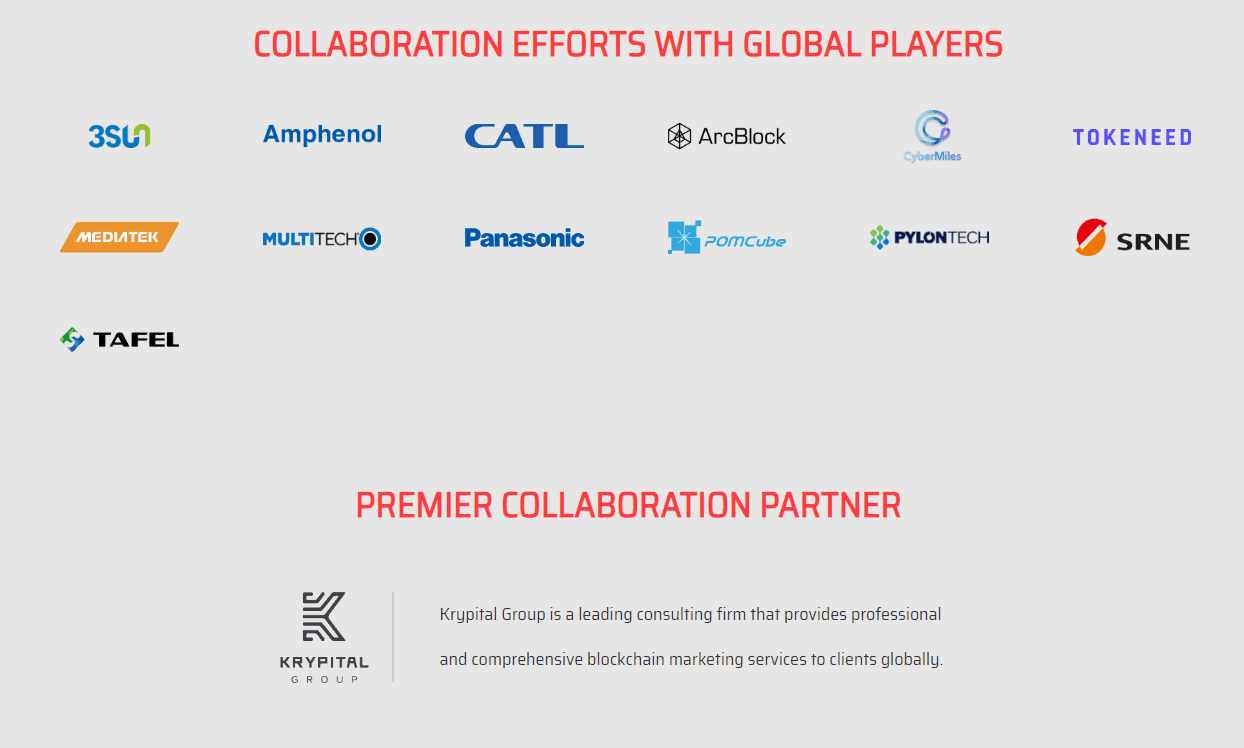 COLLABORATION EFFORTS WITH GLOBAL PLAYERS
3SUN
Amphenol
CATL
ArcBlock
CyberMiles
TOKENEED
MEDIATEK
MULTITECH
Panasonic
POMCube
PYLONTECH
SRNE
TAFEL
PREMIER COLLABORATION PARTNER
KRYPITAL
GROUP
Krypital Group is a leading consulting firm that provides professional
and comprehensive blockchain marketing services to clients globally.